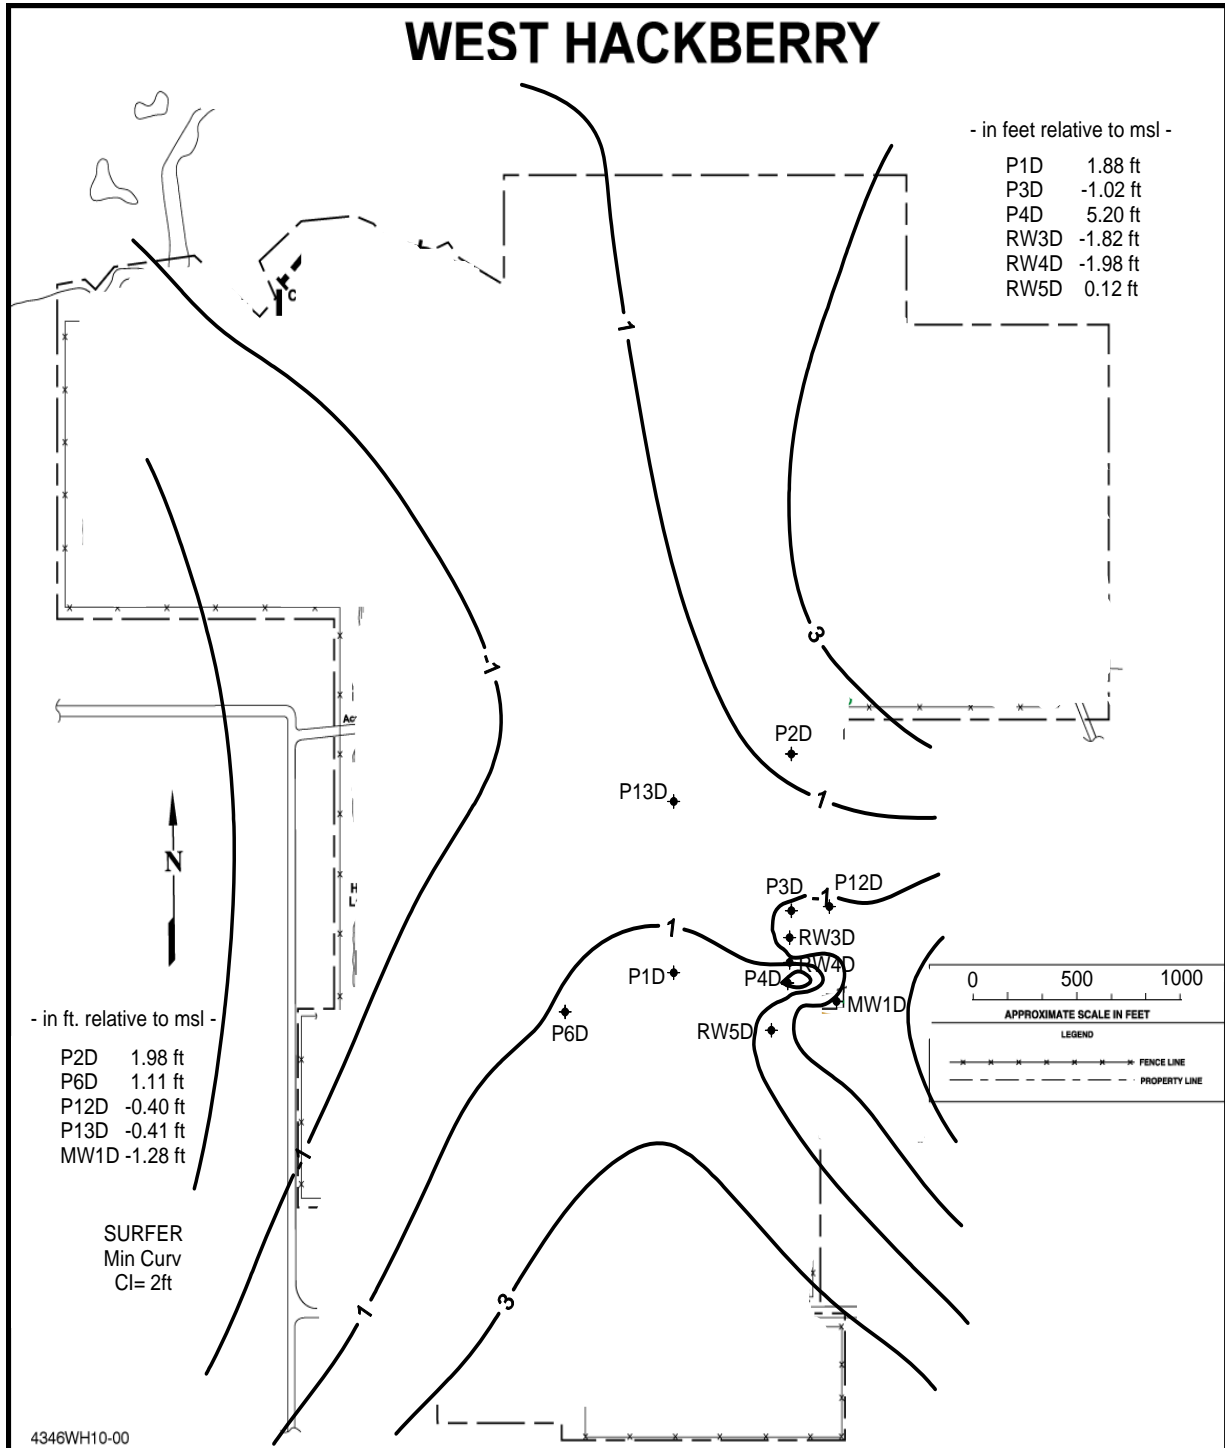 WEST HACKBERRY
- in feet relative to msl -
P1D 1.88 ft
P3D -1.02 ft
P4D 5.20 ft
RW3D -1.82 ft
RW4D -1.98 ft
RW5D 0.12 ft
1
-1
3
P2D
P13D
1
P3D
-1
P12D
1
RW3D
RW4D
P1D
P4D
MW1D
P6D
RW5D
N
0 500 1000
APPROXIMATE SCALE IN FEET
LEGEND
FENCE LINE
PROPERTY LINE
- in ft. relative to msl -
P2D 1.98 ft
P6D 1.11 ft
P12D -0.40 ft
P13D -0.41 ft
MW1D -1.28 ft
-1
SURFER
Min Curv
CI= 2ft
1
3
4346WH10-00